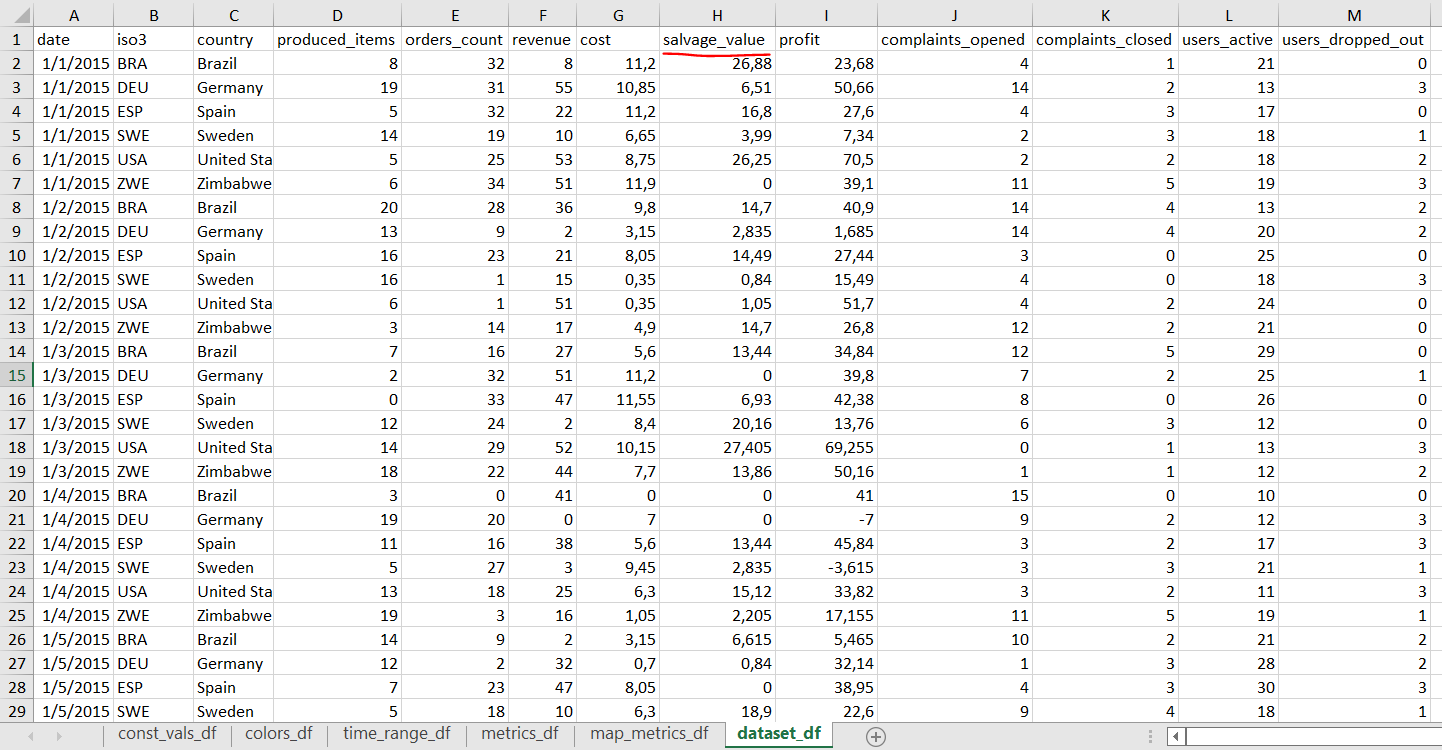 A B C D E F G H I J K L M
1 date iso3 country produced_items orders_count revenue cost salvage_value profit complaints_opened complaints_closed users_active users_dropped_out
2 1/1/2015 BRA Brazil 8 32 8 11,2 26,88 23,68 4 1 21 0
3 1/1/2015 DEU Germany 19 31 55 10,85 6,51 50,66 14 2 13 3
4 1/1/2015 ESP Spain 5 32 22 11,2 16,8 27,6 4 3 17 0
5 1/1/2015 SWE Sweden 14 19 10 6,65 3,99 7,34 2 3 18 1
6 1/1/2015 USA United Sta 5 25 53 8,75 26,25 70,5 2 2 18 2
7 1/1/2015 ZWE Zimbabwe 6 34 51 11,9 0 39,1 11 5 19 3
8 1/2/2015 BRA Brazil 20 28 36 9,8 14,7 40,9 14 4 13 2
9 1/2/2015 DEU Germany 13 9 2 3,15 2,835 1,685 14 4 20 2
10 1/2/2015 ESP Spain 16 23 21 8,05 14,49 27,44 3 0 25 0
11 1/2/2015 SWE Sweden 16 1 15 0,35 0,84 15,49 4 0 18 3
12 1/2/2015 USA United Sta 6 1 51 0,35 1,05 51,7 4 2 24 0
13 1/2/2015 ZWE Zimbabwe 3 14 17 4,9 14,7 26,8 12 2 21 0
14 1/3/2015 BRA Brazil 7 16 27 5,6 13,44 34,84 12 5 29 0
15 1/3/2015 DEU Germany 2 32 51 11,2 0 39,8 7 2 25 1
16 1/3/2015 ESP Spain 0 33 47 11,55 6,93 42,38 8 0 26 0
17 1/3/2015 SWE Sweden 12 24 2 8,4 20,16 13,76 6 3 12 0
18 1/3/2015 USA United Sta 14 29 52 10,15 27,405 69,255 0 1 13 3
19 1/3/2015 ZWE Zimbabwe 18 22 44 7,7 13,86 50,16 1 1 12 2
20 1/4/2015 BRA Brazil 3 0 41 0 0 41 15 0 10 0
21 1/4/2015 DEU Germany 19 20 0 7 0 -7 9 2 12 3
22 1/4/2015 ESP Spain 11 16 38 5,6 13,44 45,84 3 2 17 3
23 1/4/2015 SWE Sweden 5 27 3 9,45 2,835 -3,615 3 3 21 1
24 1/4/2015 USA United Sta 13 18 25 6,3 15,12 33,82 3 2 11 3
25 1/4/2015 ZWE Zimbabwe 19 3 16 1,05 2,205 17,155 11 5 19 1
26 1/5/2015 BRA Brazil 14 9 2 3,15 6,615 5,465 10 2 21 2
27 1/5/2015 DEU Germany 12 2 32 0,7 0,84 32,14 1 3 28 2
28 1/5/2015 ESP Spain 7 23 47 8,05 0 38,95 4 3 30 3
29 1/5/2015 SWE Sweden 5 18 10 6,3 18,9 22,6 9 4 18 1
const_vals_df colors_df time_range_df metrics_df map_metrics_df dataset_df